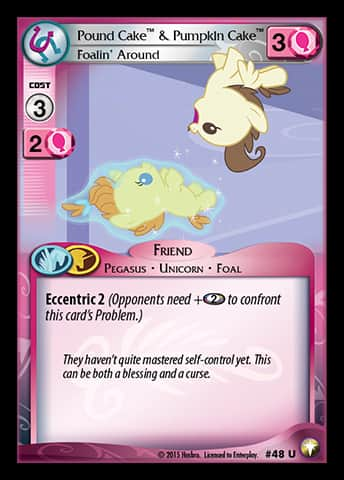 Pound Cake™ & Pumpkin Cake™
Foalin' Around
3
COST
3
2
FRIEND
PEGASUS • UNICORN • FOAL
Eccentric 2 (Opponents need +2 to confront
this card's Problem.)
They haven't quite mastered self-control yet. This
can be both a blessing and a curse.
© 2015 Hasbro. Licensed to Enterplay. #48 U